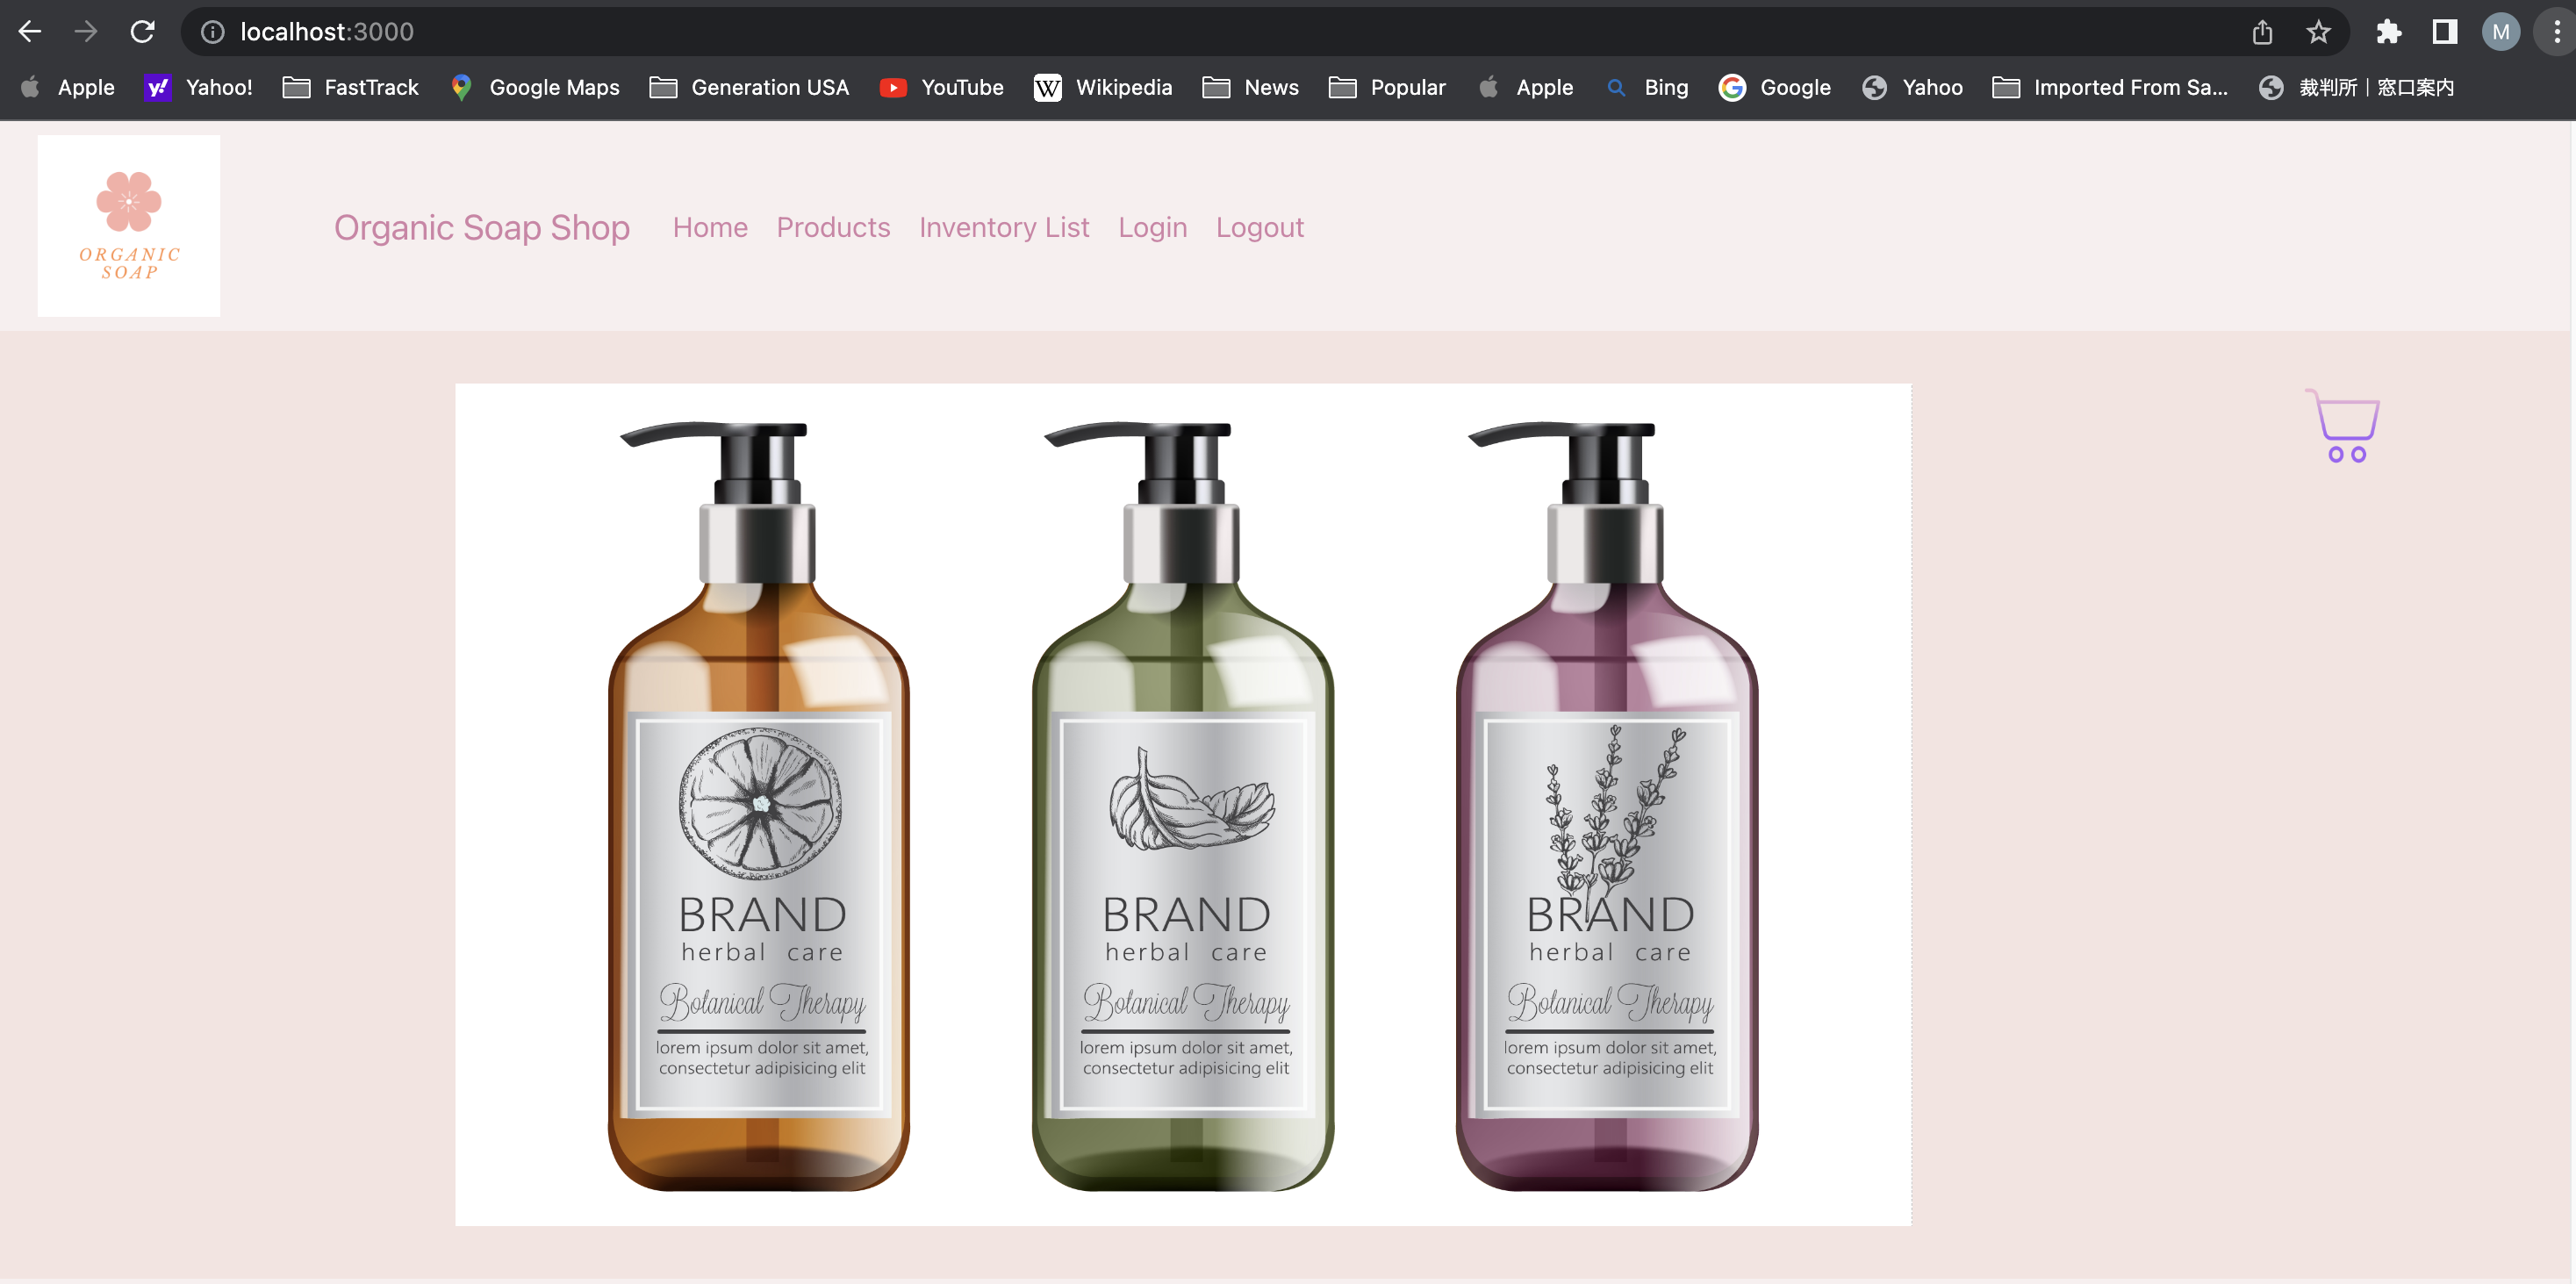 localhost:3000
M
Apple Yahoo! FastTrack Google Maps Generation USA YouTube Wikipedia News Popular Apple Bing Google Yahoo Imported From Sa... 裁判所｜窓口案内
ORGANIC
SOAP
Organic Soap Shop Home Products Inventory List Login Logout
BRAND
herbal care
Botanical Therapy
lorem ipsum dolor sit amet,
consectetur adipisicing elit
BRAND
herbal care
Botanical Therapy
lorem ipsum dolor sit amet,
consectetur adipisicing elit
BRAND
herbal care
Botanical Therapy
lorem ipsum dolor sit amet,
consectetur adipisicing elit